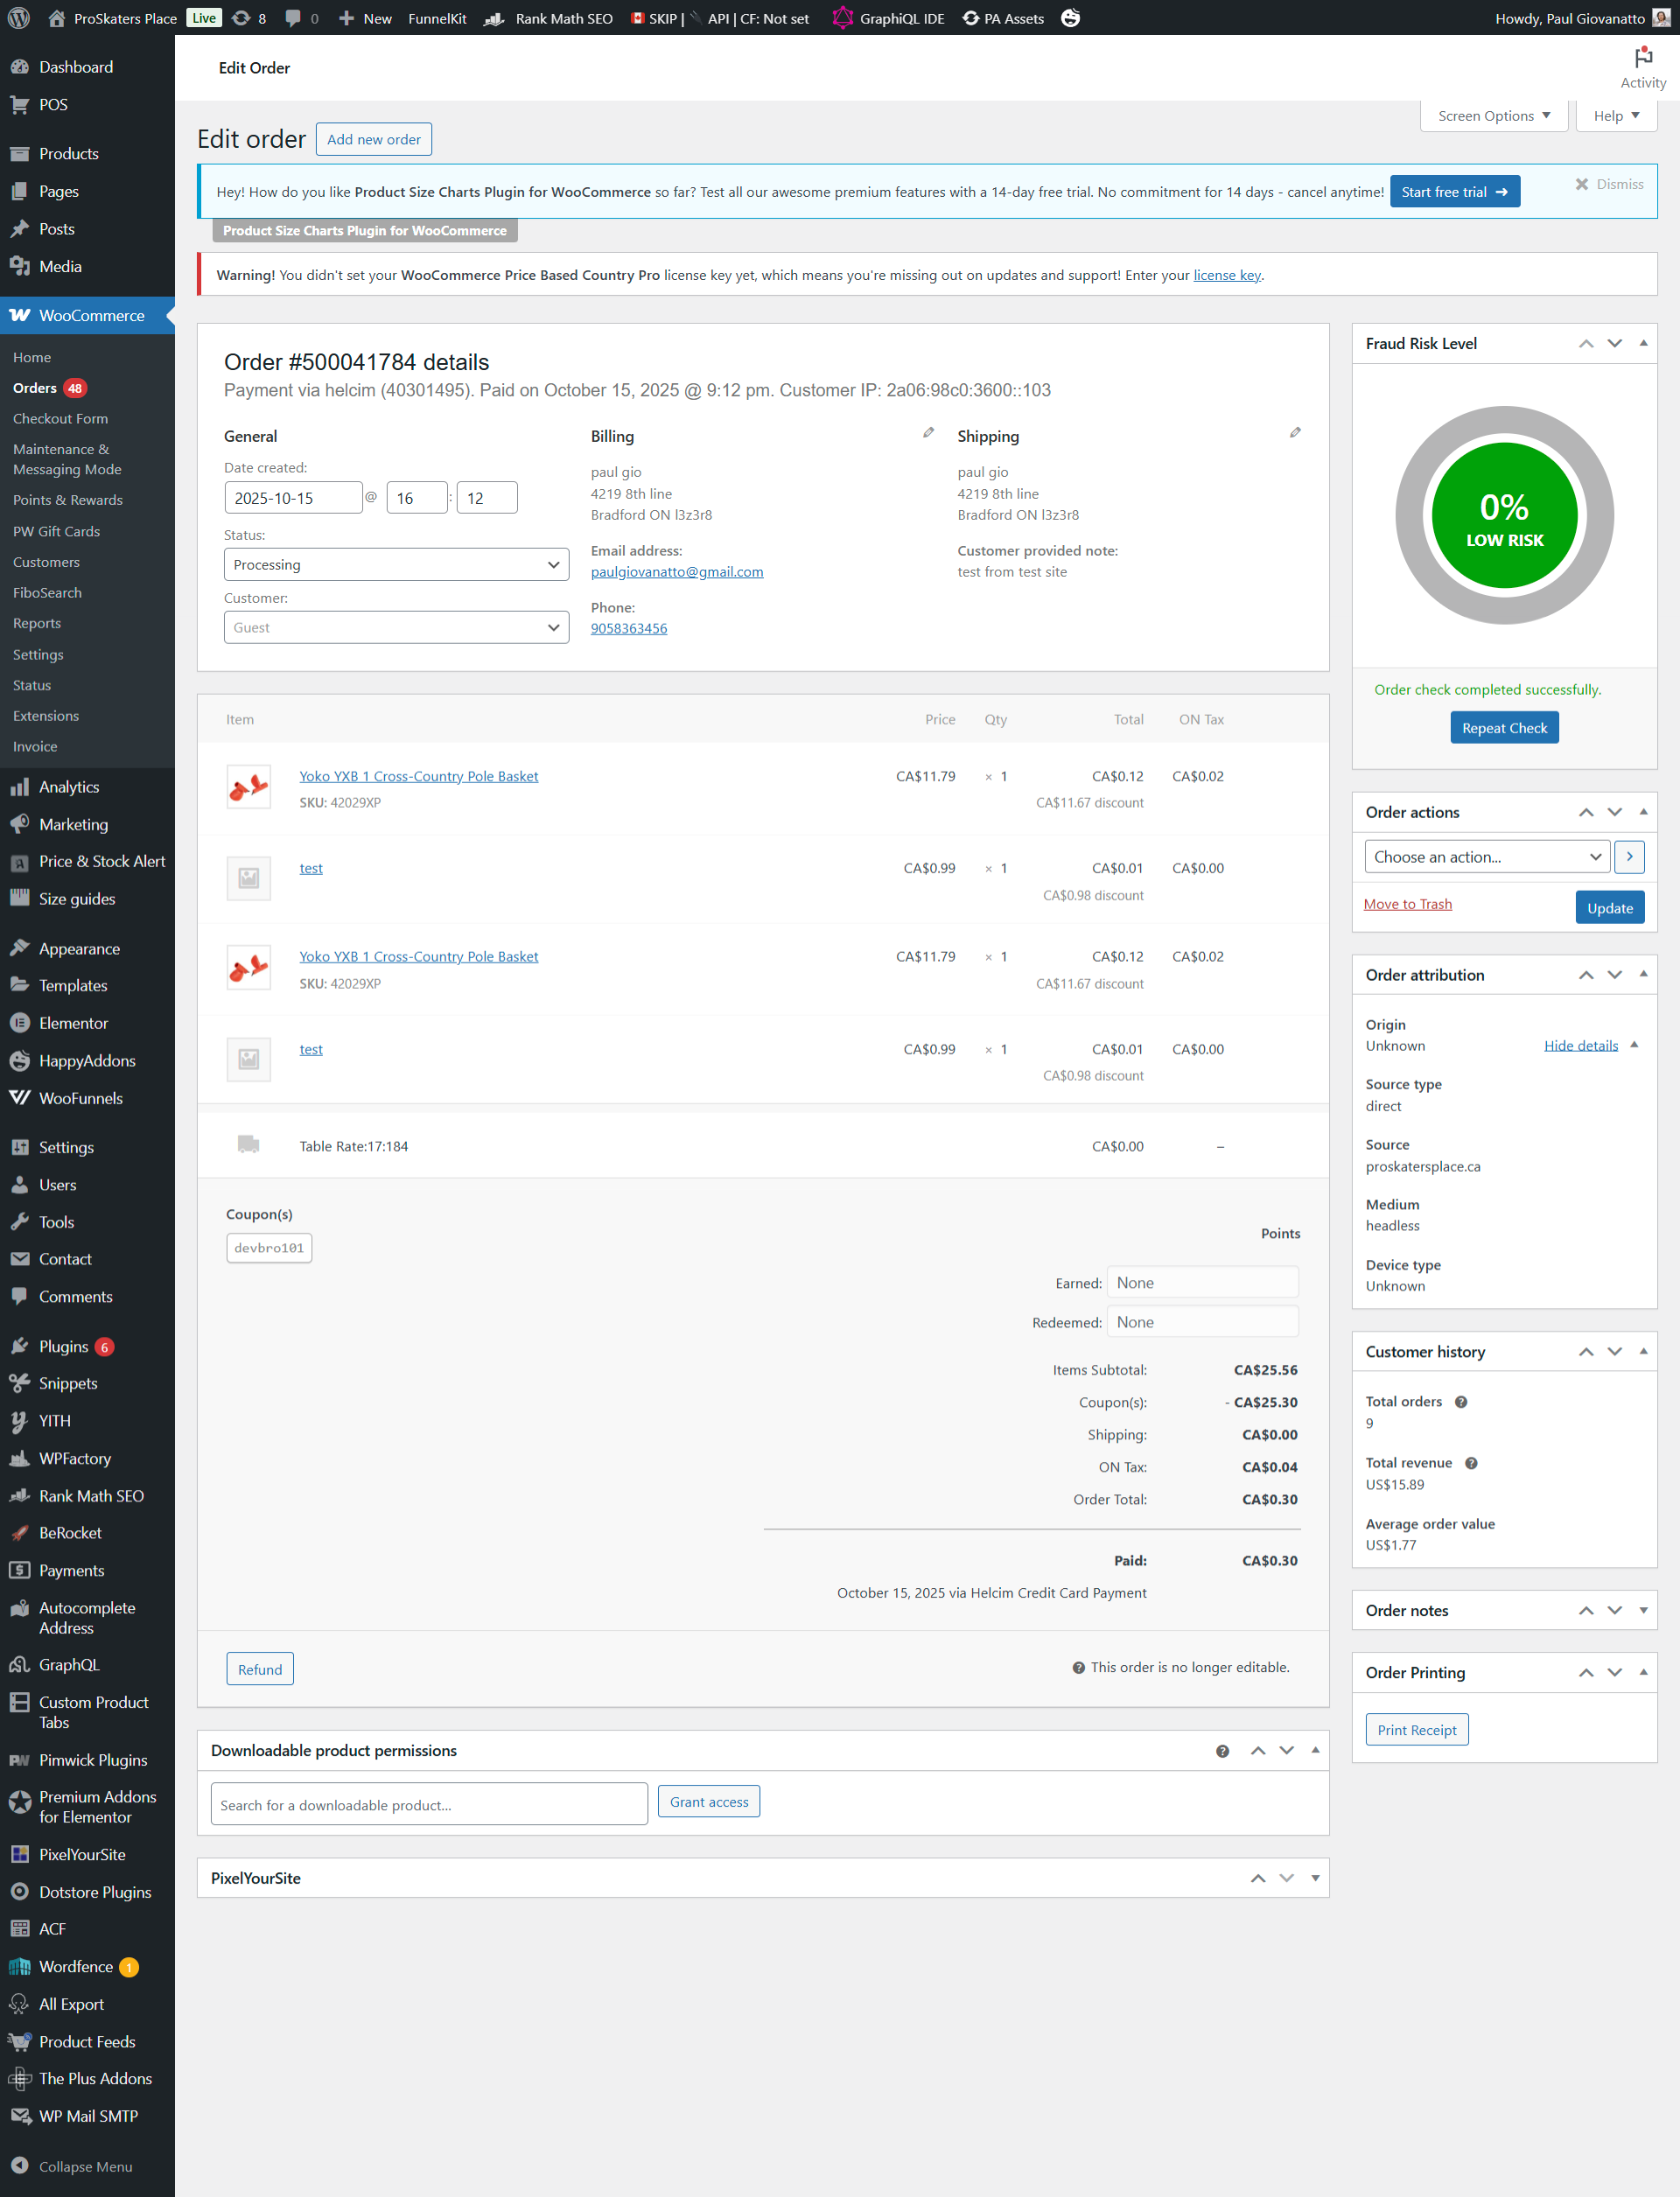 ProSkaters Place Live 8 0 New FunnelKit Rank Math SEO SKIP | API | CF: Not set GraphiQL IDE PA Assets Howdy, Paul Giovanatto
Dashboard
POS
Products
Pages
Posts
Media
WooCommerce
Home
Orders 48
Checkout Form
Maintenance &
Messaging Mode
Points & Rewards
PW Gift Cards
Customers
FiboSearch
Reports
Settings
Status
Extensions
Invoice
Analytics
Marketing
Price & Stock Alert
Size guides
Appearance
Templates
Elementor
HappyAddons
WooFunnels
Settings
Users
Tools
Contact
Comments
Plugins 6
Snippets
YITH
WPFactory
Rank Math SEO
BeRocket
Payments
Autocomplete
Address
GraphQL
Custom Product
Tabs
Pimwick Plugins
Premium Addons
for Elementor
PixelYourSite
Dotstore Plugins
ACF
Wordfence 1
All Export
Product Feeds
The Plus Addons
WP Mail SMTP
Collapse Menu
Edit Order
Activity
Screen Options
Help
Edit order Add new order
Hey! How do you like Product Size Charts Plugin for WooCommerce so far? Test all our awesome premium features with a 14-day free trial. No commitment for 14 days - cancel anytime! Start free trial ➜
Dismiss
Product Size Charts Plugin for WooCommerce
Warning! You didn't set your WooCommerce Price Based Country Pro license key yet, which means you're missing out on updates and support! Enter your license key.
Order #500041784 details
Payment via helcim (40301495). Paid on October 15, 2025 @ 9:12 pm. Customer IP: 2a06:98c0:3600::103
General
Date created:
2025-10-15 @ 16 : 12
Status:
Processing
Customer:
Guest
Billing
paul gio
4219 8th line
Bradford ON l3z3r8
Email address:
paulgiovanatto@gmail.com
Phone:
9058363456
Shipping
paul gio
4219 8th line
Bradford ON l3z3r8
Customer provided note:
test from test site
Item Price Qty Total ON Tax
Yoko YXB 1 Cross-Country Pole Basket CA$11.79 × 1 CA$0.12 CA$0.02
SKU: 42029XP CA$11.67 discount
test CA$0.99 × 1 CA$0.01 CA$0.00
CA$0.98 discount
Yoko YXB 1 Cross-Country Pole Basket CA$11.79 × 1 CA$0.12 CA$0.02
SKU: 42029XP CA$11.67 discount
test CA$0.99 × 1 CA$0.01 CA$0.00
CA$0.98 discount
Table Rate:17:184 CA$0.00 –
Coupon(s)
devbro101
Points
Earned: None
Redeemed: None
Items Subtotal: CA$25.56
Coupon(s): - CA$25.30
Shipping: CA$0.00
ON Tax: CA$0.04
Order Total: CA$0.30
Paid: CA$0.30
October 15, 2025 via Helcim Credit Card Payment
Refund
This order is no longer editable.
Downloadable product permissions
Search for a downloadable product…
Grant access
PixelYourSite
Fraud Risk Level
0%
LOW RISK
Order check completed successfully.
Repeat Check
Order actions
Choose an action...
Move to Trash
Update
Order attribution
Origin
Unknown
Hide details
Source type
direct
Source
proskatersplace.ca
Medium
headless
Device type
Unknown
Customer history
Total orders
9
Total revenue
US$15.89
Average order value
US$1.77
Order notes
Order Printing
Print Receipt